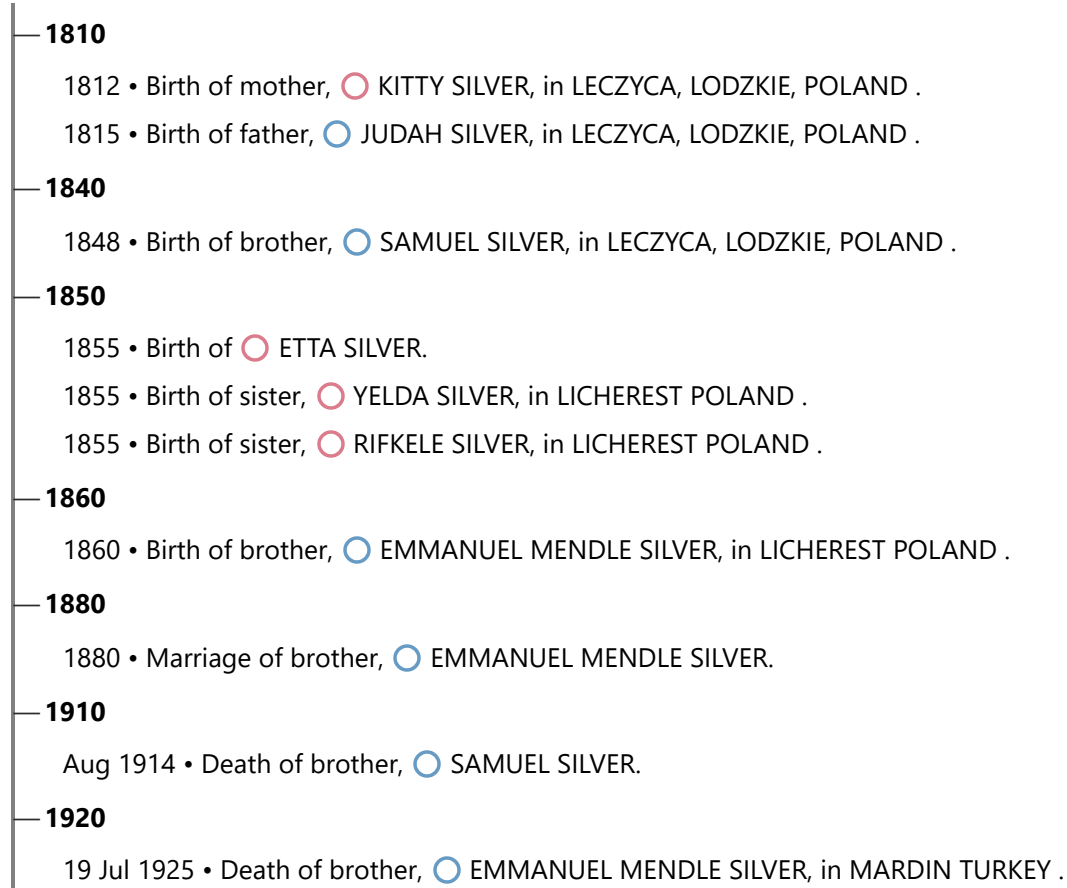 1810
1812 • Birth of mother, KITTY SILVER, in LECZYCA, LODZKIE, POLAND .
1815 • Birth of father, JUDAH SILVER, in LECZYCA, LODZKIE, POLAND .
1840
1848 • Birth of brother, SAMUEL SILVER, in LECZYCA, LODZKIE, POLAND .
1850
1855 • Birth of ETTA SILVER.
1855 • Birth of sister, YELDA SILVER, in LICHEREST POLAND .
1855 • Birth of sister, RIFKELE SILVER, in LICHEREST POLAND .
1860
1860 • Birth of brother, EMMANUEL MENDLE SILVER, in LICHEREST POLAND .
1880
1880 • Marriage of brother, EMMANUEL MENDLE SILVER.
1910
Aug 1914 • Death of brother, SAMUEL SILVER.
1920
19 Jul 1925 • Death of brother, EMMANUEL MENDLE SILVER, in MARDIN TURKEY .